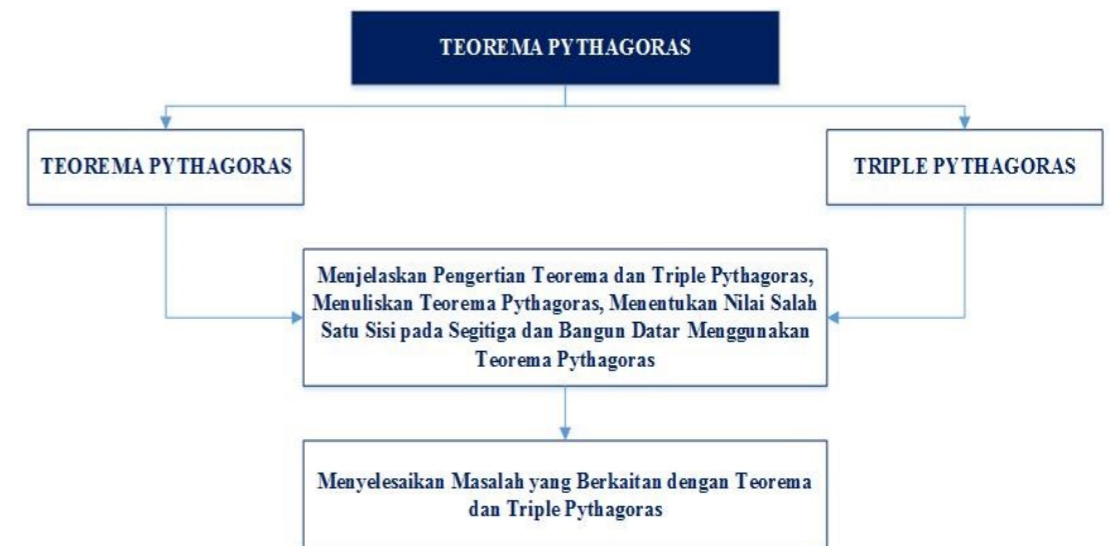 TEOREMA PYTHAGORAS
TEOREMA PYTHAGORAS
TRIPLE PYTHAGORAS
Menjelaskan Pengertian Teorema dan Triple Pythagoras,
Menuliskan Teorema Pythagoras, Menentukan Nilai Salah
Satu Sisi pada Segitiga dan Bangun Datar Menggunakan
Teorema Pythagoras
Menyelesaikan Masalah yang Berkaitan dengan Teorema
dan Triple Pythagoras